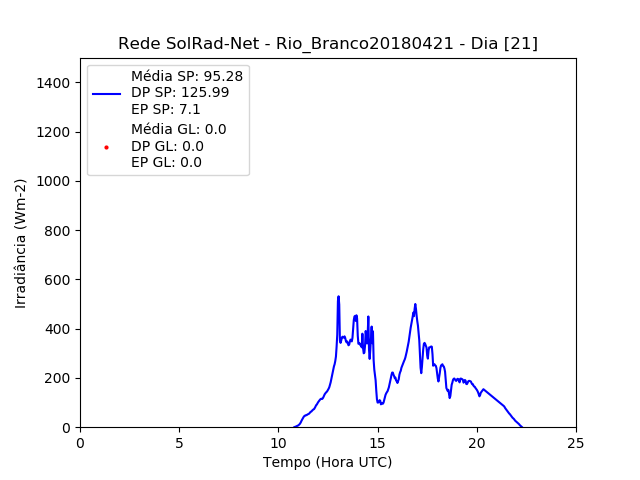 Rede SolRad-Net - Rio_Branco20180421 - Dia [21]
Média SP: 95.28
DP SP: 125.99
EP SP: 7.1
Média GL: 0.0
DP GL: 0.0
EP GL: 0.0
Irradiância (Wm-2)
1400
1200
1000
800
600
400
200
0
0 5 10 15 20 25
Tempo (Hora UTC)